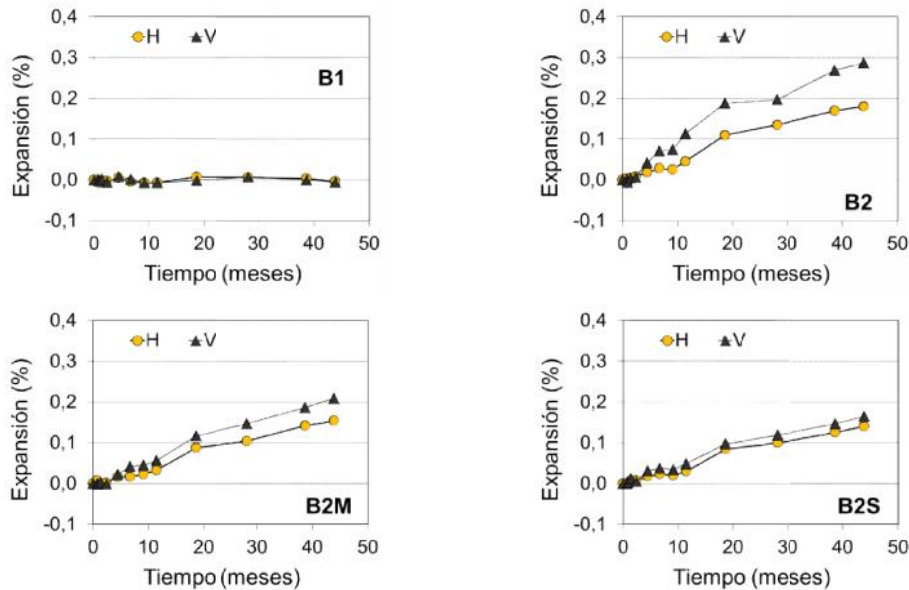 0,4
0,3
0,2
0,1
0,0
-0,1
Expansión (%)
H V
B1
0 10 20 30 40 50
Tiempo (meses)
0,4
0,3
0,2
0,1
0,0
-0,1
Expansión (%)
H V
B2
0 10 20 30 40 50
Tiempo (meses)
0,4
0,3
0,2
0,1
0,0
-0,1
Expansión (%)
H V
B2M
0 10 20 30 40 50
Tiempo (meses)
0,4
0,3
0,2
0,1
0,0
-0,1
Expansión (%)
H V
B2S
0 10 20 30 40 50
Tiempo (meses)